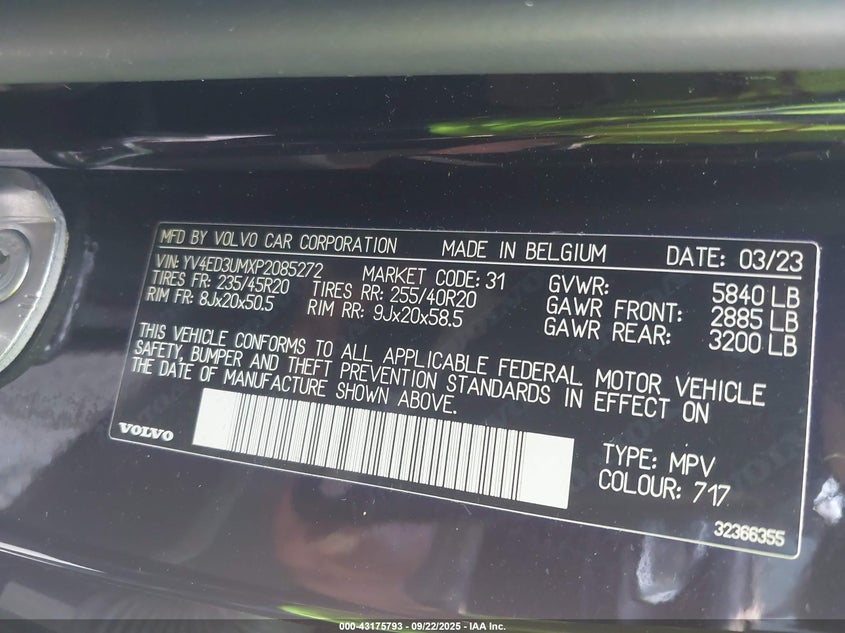 MFD BY VOLVO CAR CORPORATION MADE IN BELGIUM DATE: 03/23
VIN: YV4ED3UMXP2085272 MARKET CODE: 31 GVWR: 5840 LB
TIRES FR: 235/45R20 TIRES RR: 255/40R20 GAWR FRONT: 2885 LB
RIM FR: 8Jx20x50.5 RIM RR: 9Jx20x58.5 GAWR REAR: 3200 LB
THIS VEHICLE CONFORMS TO ALL APPLICABLE FEDERAL MOTOR VEHICLE
SAFETY, BUMPER AND THEFT PREVENTION STANDARDS IN EFFECT ON
THE DATE OF MANUFACTURE SHOWN ABOVE.
VOLVO
TYPE: MPV
COLOUR: 717
32366355
000-43175793 - 09/22/2025 - IAA Inc.